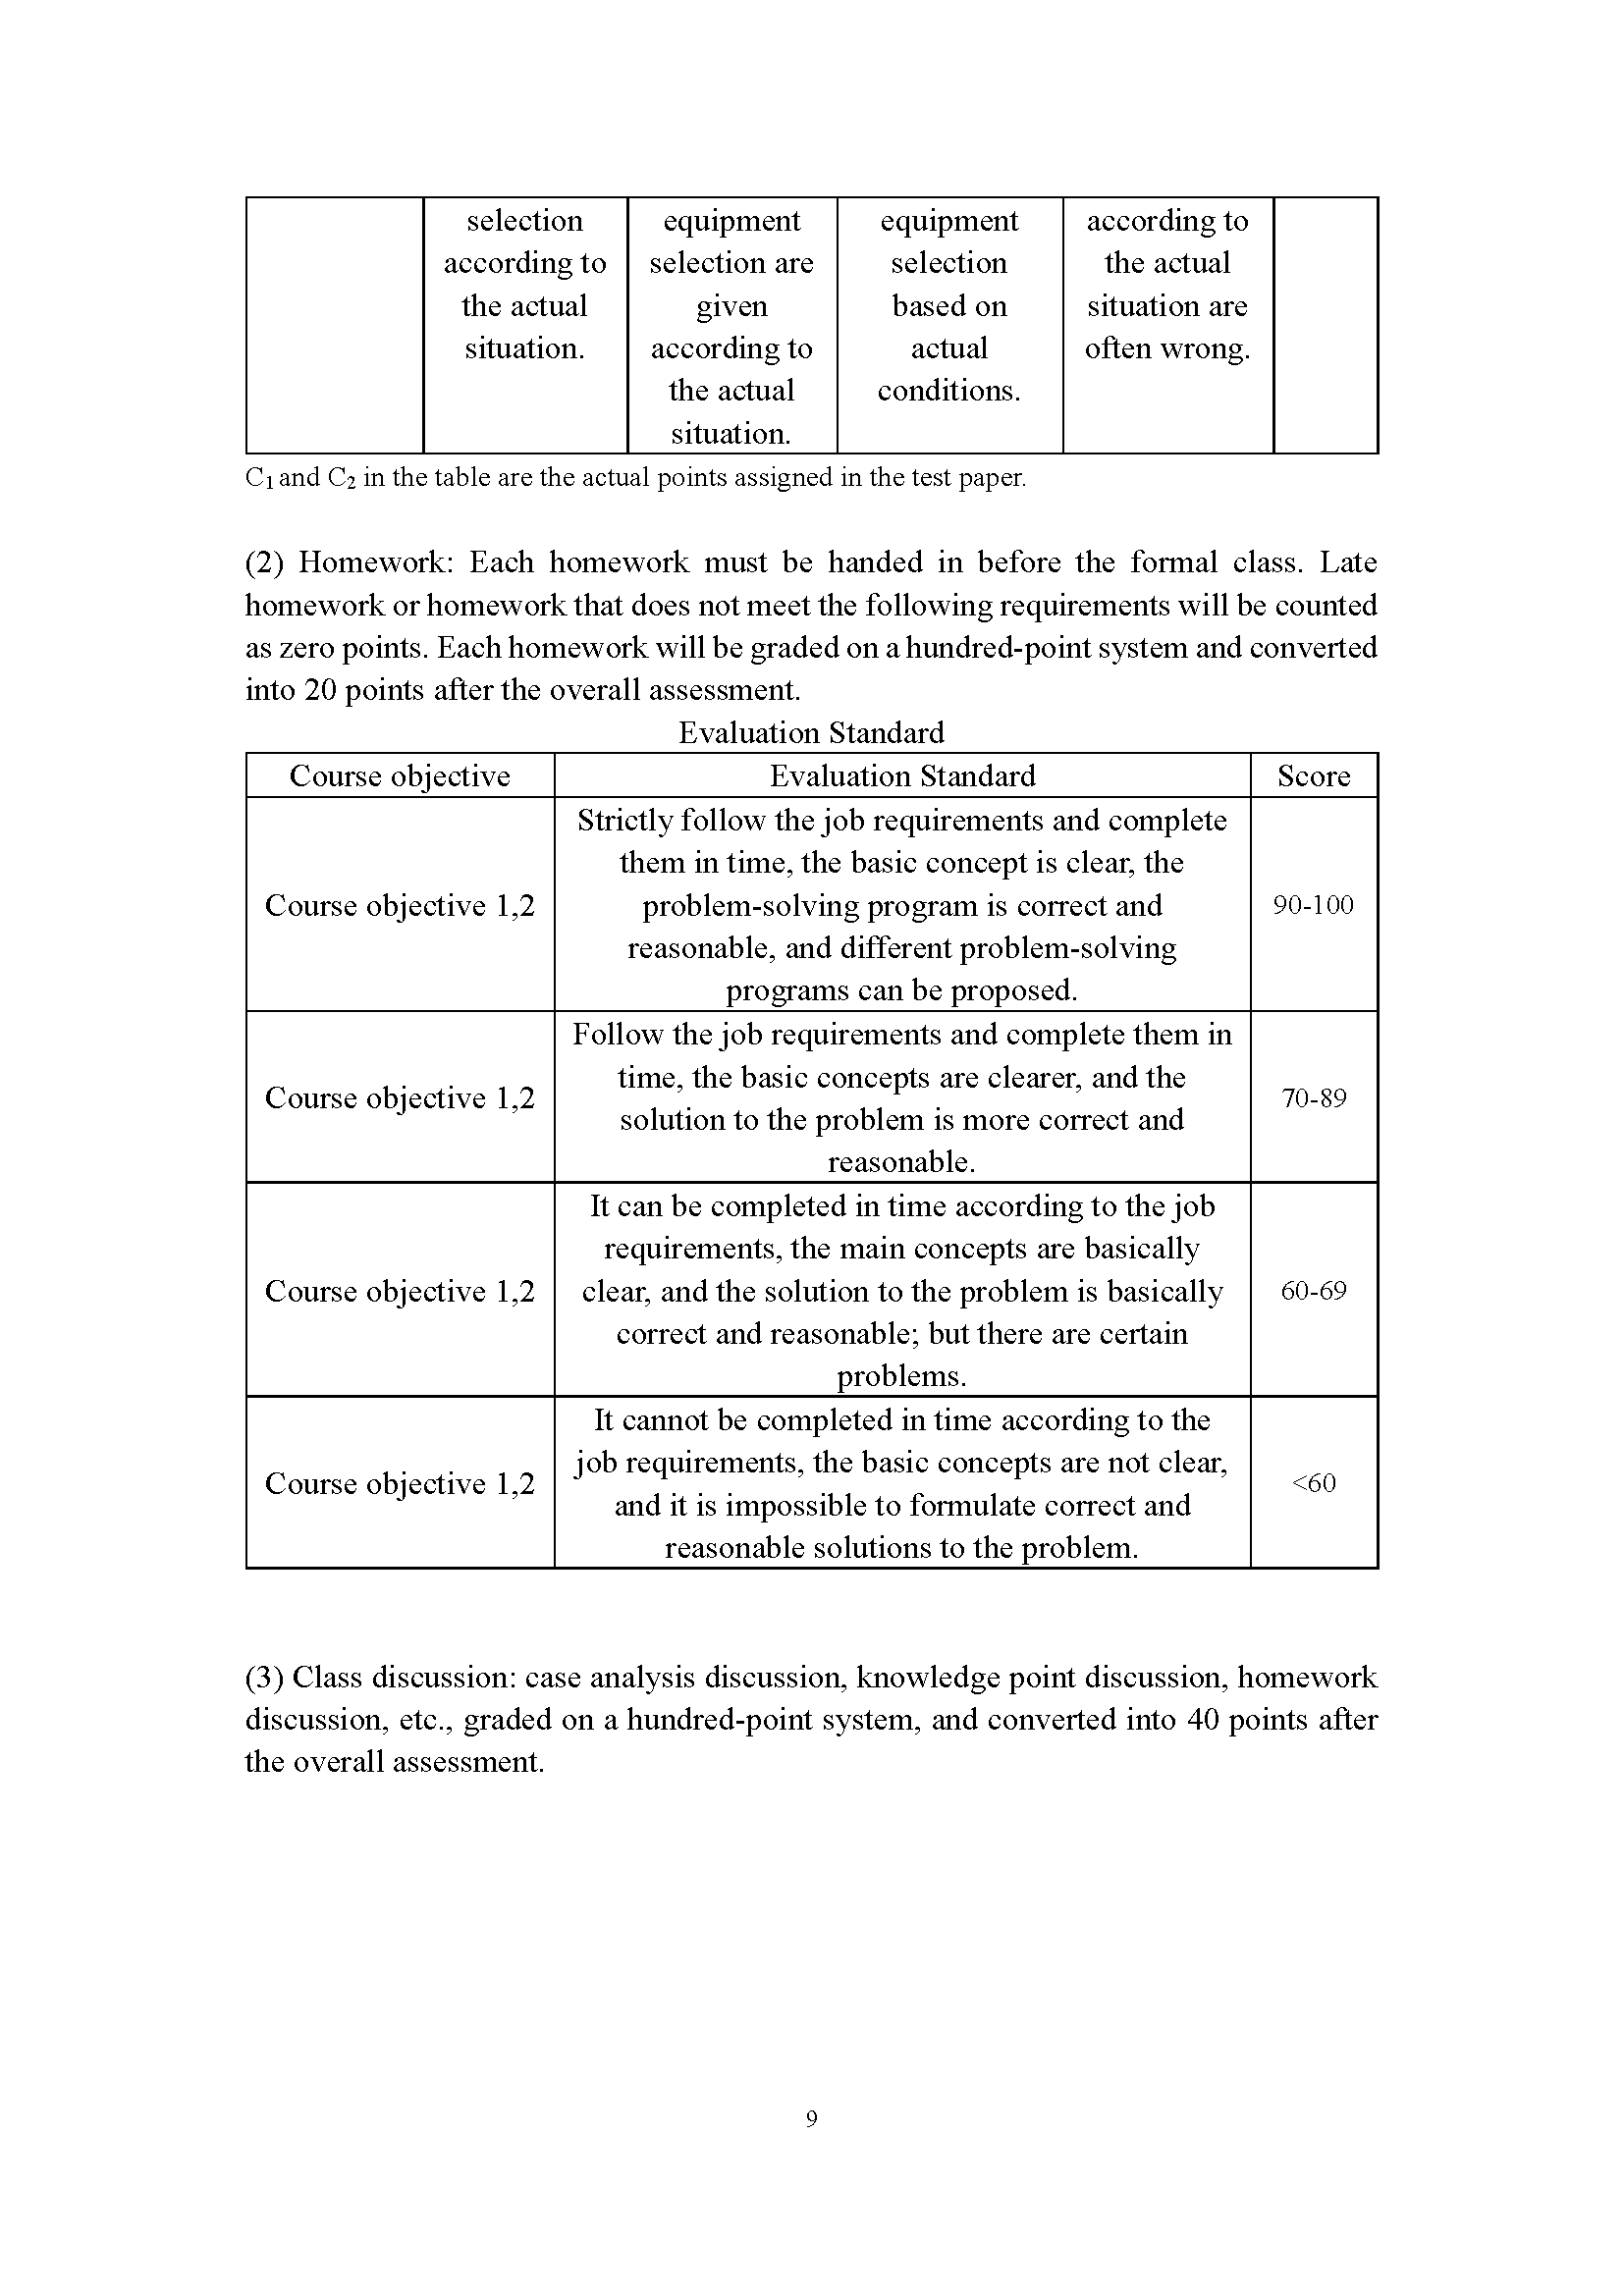 selection
according to
the actual
situation.
equipment
selection are
given
according to
the actual
situation.
equipment
selection
based on
actual
conditions.
according to
the actual
situation are
often wrong.
C₁ and C₂ in the table are the actual points assigned in the test paper.
(2) Homework: Each homework must be handed in before the formal class. Late
homework or homework that does not meet the following requirements will be counted
as zero points. Each homework will be graded on a hundred-point system and converted
into 20 points after the overall assessment.
Evaluation Standard
Course objective
Evaluation Standard
Score
Course objective 1,2
Strictly follow the job requirements and complete
them in time, the basic concept is clear, the
problem-solving program is correct and
reasonable, and different problem-solving
programs can be proposed.
90-100
Course objective 1,2
Follow the job requirements and complete them in
time, the basic concepts are clearer, and the
solution to the problem is more correct and
reasonable.
70-89
Course objective 1,2
It can be completed in time according to the job
requirements, the main concepts are basically
clear, and the solution to the problem is basically
correct and reasonable; but there are certain
problems.
60-69
Course objective 1,2
It cannot be completed in time according to the
job requirements, the basic concepts are not clear,
and it is impossible to formulate correct and
reasonable solutions to the problem.
<60
(3) Class discussion: case analysis discussion, knowledge point discussion, homework
discussion, etc., graded on a hundred-point system, and converted into 40 points after
the overall assessment.
9